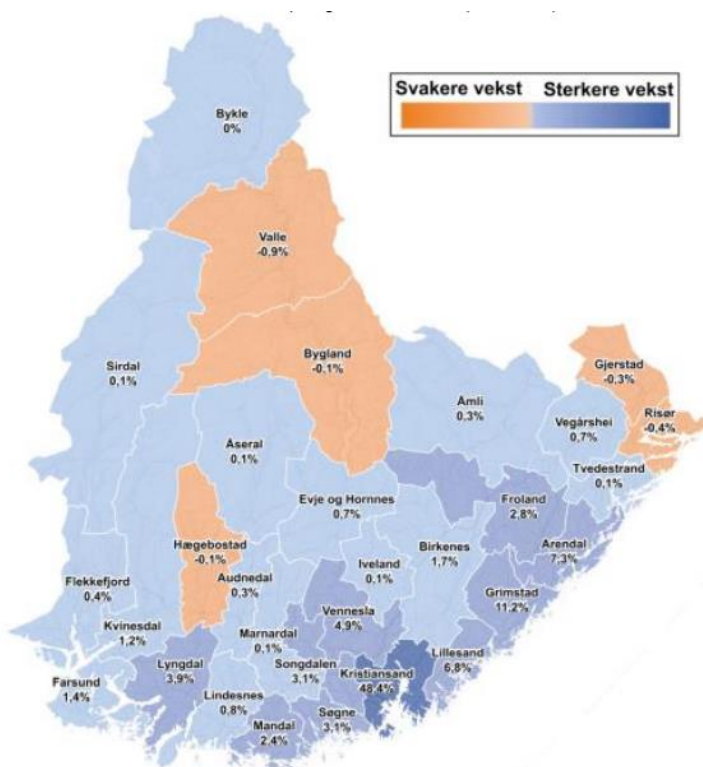 Svakere vekst Sterkere vekst
Bykle
0%
Valle
-0,9%
Bygland
-0,1%
Sirdal
0,1%
Gjerstad
-0,3%
Risør
-0,4%
Åmli
0,3%
Vegårshei
0,7%
Tvedestrand
0,1%
Åseral
0,1%
Evje og Hornnes
0,7%
Froland
2,8%
Arendal
7,3%
Hægebostad
-0,1%
Birkenes
1,7%
Iveland
0,1%
Audnedal
0,3%
Flekkefjord
0,4%
Grimstad
11,2%
Vennesla
4,9%
Kvinesdal
1,2%
Marnardal
0,1%
Lillesand
6,8%
Lyngdal
3,9%
Songdalen
3,1%
Kristiansand
48,4%
Farsund
1,4%
Lindesnes
0,8%
Søgne
3,1%
Mandal
2,4%